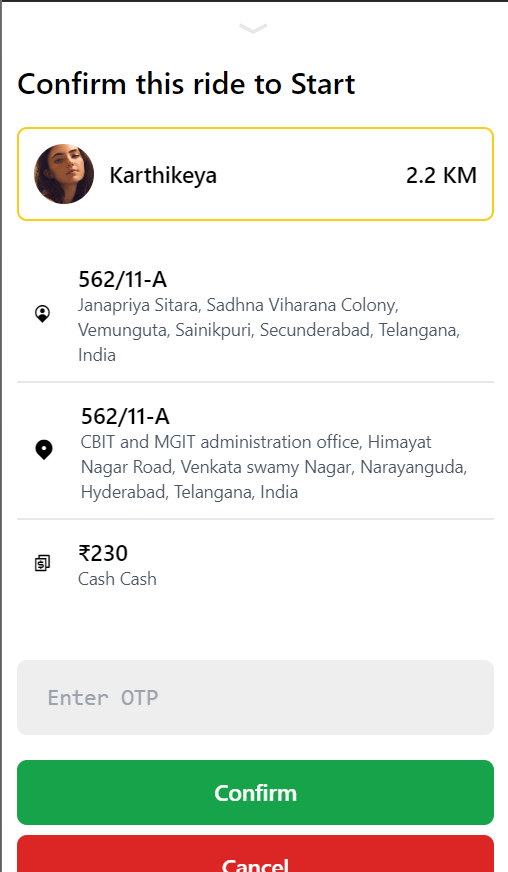 Confirm this ride to Start
Karthikeya 2.2 KM
562/11-A
Janapriya Sitara, Sadhna Viharana Colony,
Vemunguta, Sainikpuri, Secunderabad, Telangana,
India
562/11-A
CBIT and MGIT administration office, Himayat
Nagar Road, Venkata swamy Nagar, Narayanguda,
Hyderabad, Telangana, India
₹230
Cash Cash
Enter OTP
Confirm
Cancel